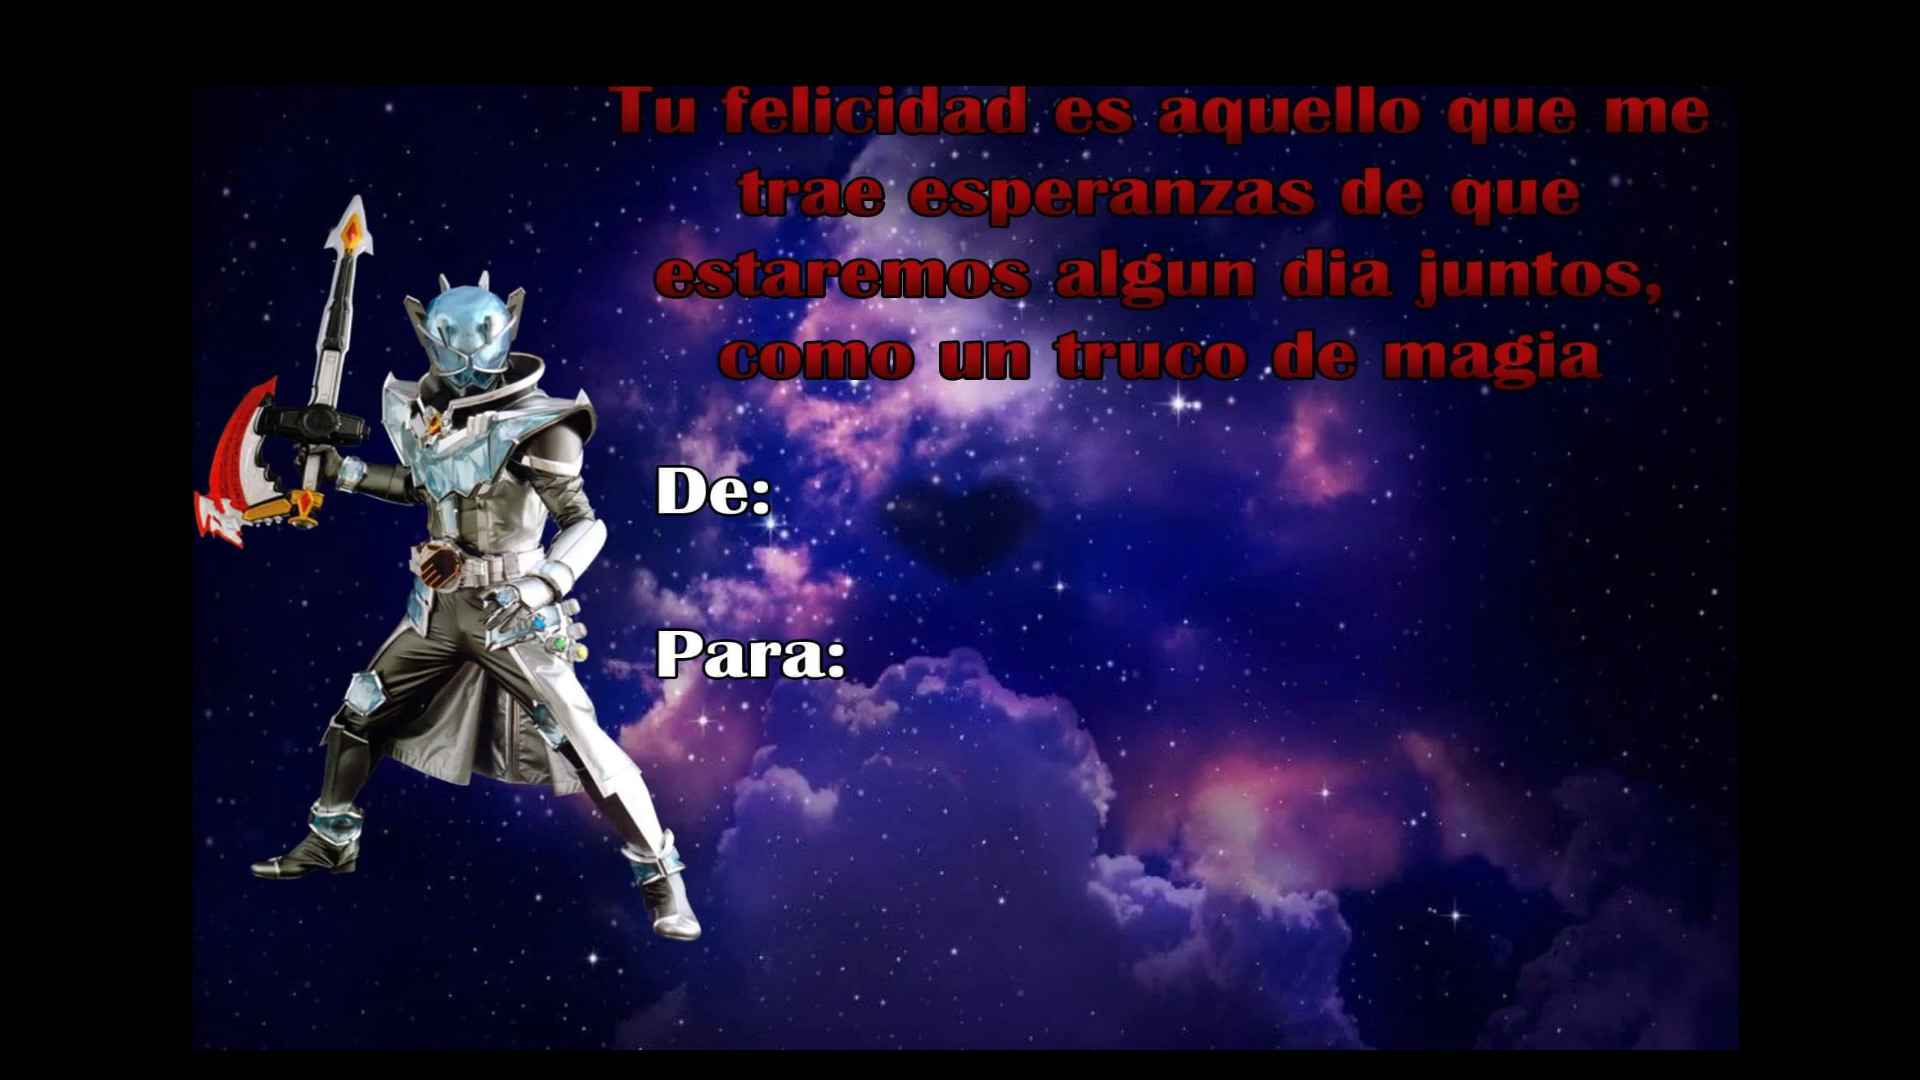 Tu felicidad es aquello que me
trae esperanzas de que
estaremos algun dia juntos,
como un truco de magia
De:
Para: